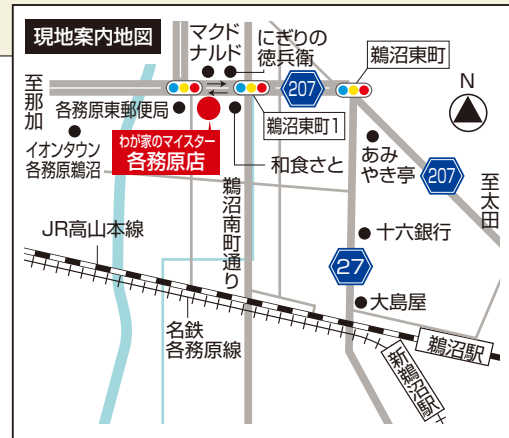 現地案内地図
マクド
ナルド
にぎりの
徳兵衛
鵜沼東町
至那加
207
N
各務原東郵便局
鵜沼東町1
わが家のマイスター
各務原店
和食さと
イオンタウン
各務原鵜沼
あみ
やき亭
207
至太田
鵜沼南町通り
JR高山本線
十六銀行
27
大島屋
名鉄
各務原線
鵜沼駅
新鵜沼駅